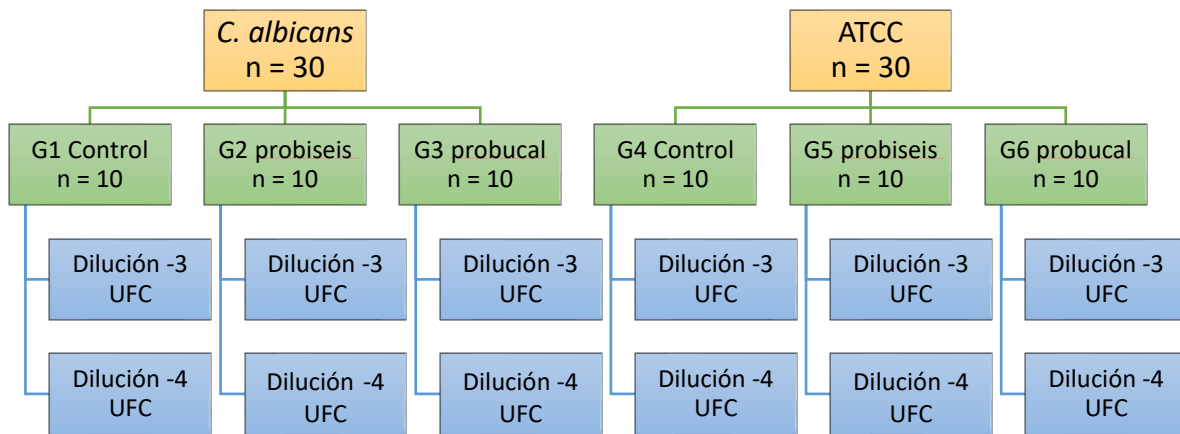 C. albicans
n = 30
ATCC
n = 30
G1 Control
n = 10
G2 probiseis
n = 10
G3 probucal
n = 10
G4 Control
n = 10
G5 probiseis
n = 10
G6 probucal
n = 10
Dilución -3
UFC
Dilución -3
UFC
Dilución -3
UFC
Dilución -3
UFC
Dilución -3
UFC
Dilución -3
UFC
Dilución -4
UFC
Dilución -4
UFC
Dilución -4
UFC
Dilución -4
UFC
Dilución -4
UFC
Dilución -4
UFC